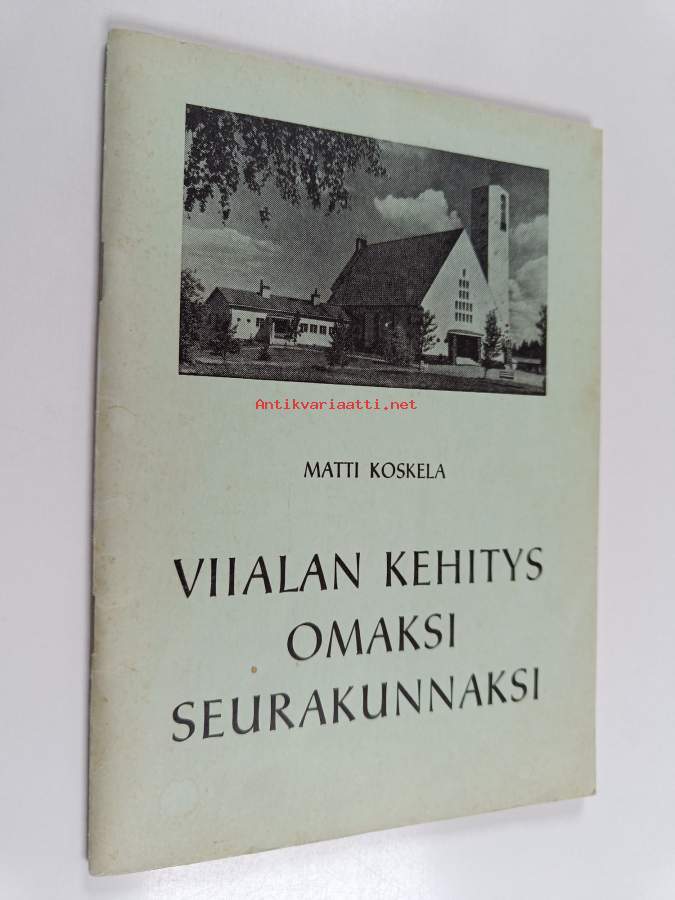 Antikvariaatti.net
MATTI KOSKELA
VIIALAN KEHITYS
OMAKSI
SEURAKUNNAKSI